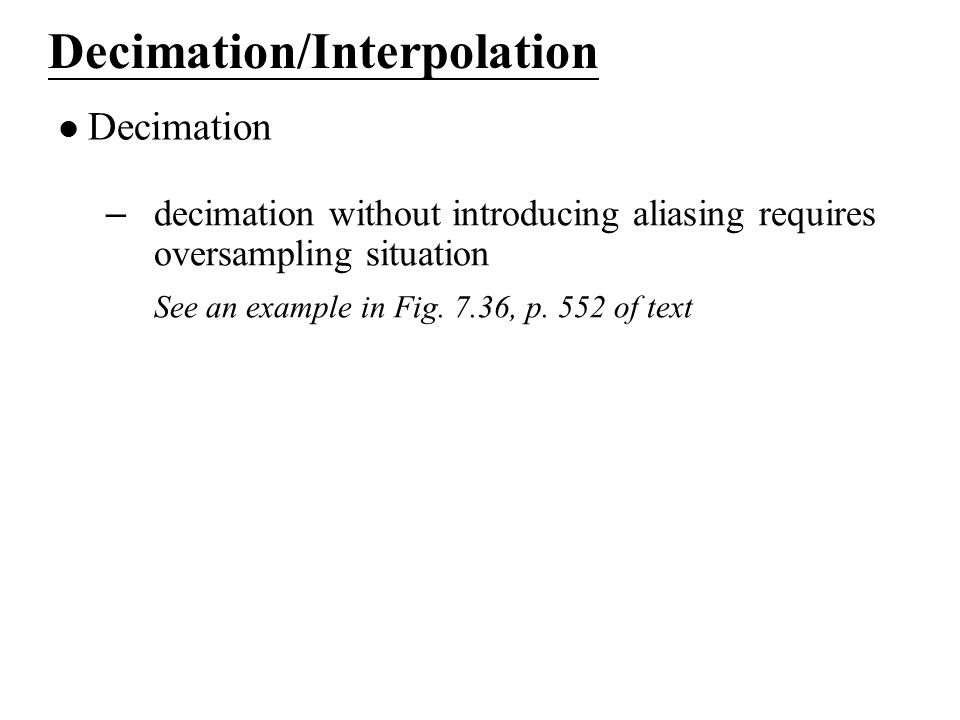 Decimation/Interpolation
● Decimation
– decimation without introducing aliasing requires
oversampling situation
See an example in Fig. 7.36, p. 552 of text